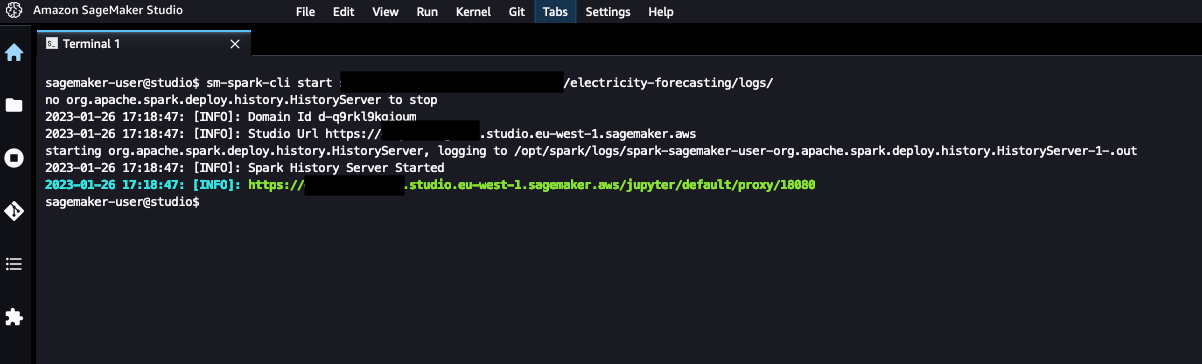 Amazon SageMaker Studio File Edit View Run Kernel Git Tabs Settings Help
Terminal 1
sagemaker-user@studio$ sm-spark-cli start /electricity-forecasting/logs/
no org.apache.spark.deploy.history.HistoryServer to stop
2023-01-26 17:18:47: [INFO]: Domain Id d-q9rkl9kqioum
2023-01-26 17:18:47: [INFO]: Studio Url https:// .studio.eu-west-1.sagemaker.aws
starting org.apache.spark.deploy.history.HistoryServer, logging to /opt/spark/logs/spark-sagemaker-user-org.apache.spark.deploy.history.HistoryServer-1-.out
2023-01-26 17:18:47: [INFO]: Spark History Server Started
2023-01-26 17:18:47: [INFO]: https:// .studio.eu-west-1.sagemaker.aws/jupyter/default/proxy/18080
sagemaker-user@studio$